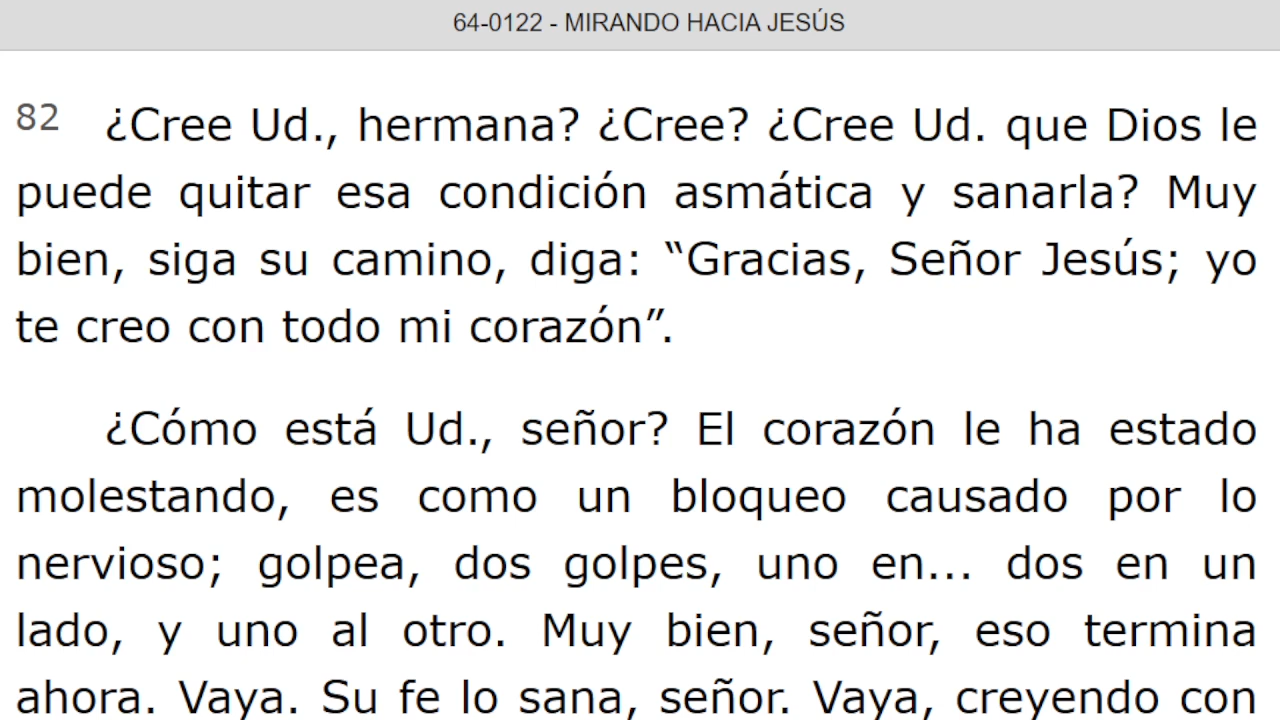 64-0122 - MIRANDO HACIA JESÚS
82 ¿Cree Ud., hermana? ¿Cree? ¿Cree Ud. que Dios le
puede quitar esa condición asmática y sanarla? Muy
bien, siga su camino, diga: “Gracias, Señor Jesús; yo
te creo con todo mi corazón”.
¿Cómo está Ud., señor? El corazón le ha estado
molestando, es como un bloqueo causado por lo
nervioso; golpea, dos golpes, uno en... dos en un
lado, y uno al otro. Muy bien, señor, eso termina
ahora. Vaya. Su fe lo sana, señor. Vaya, creyendo con